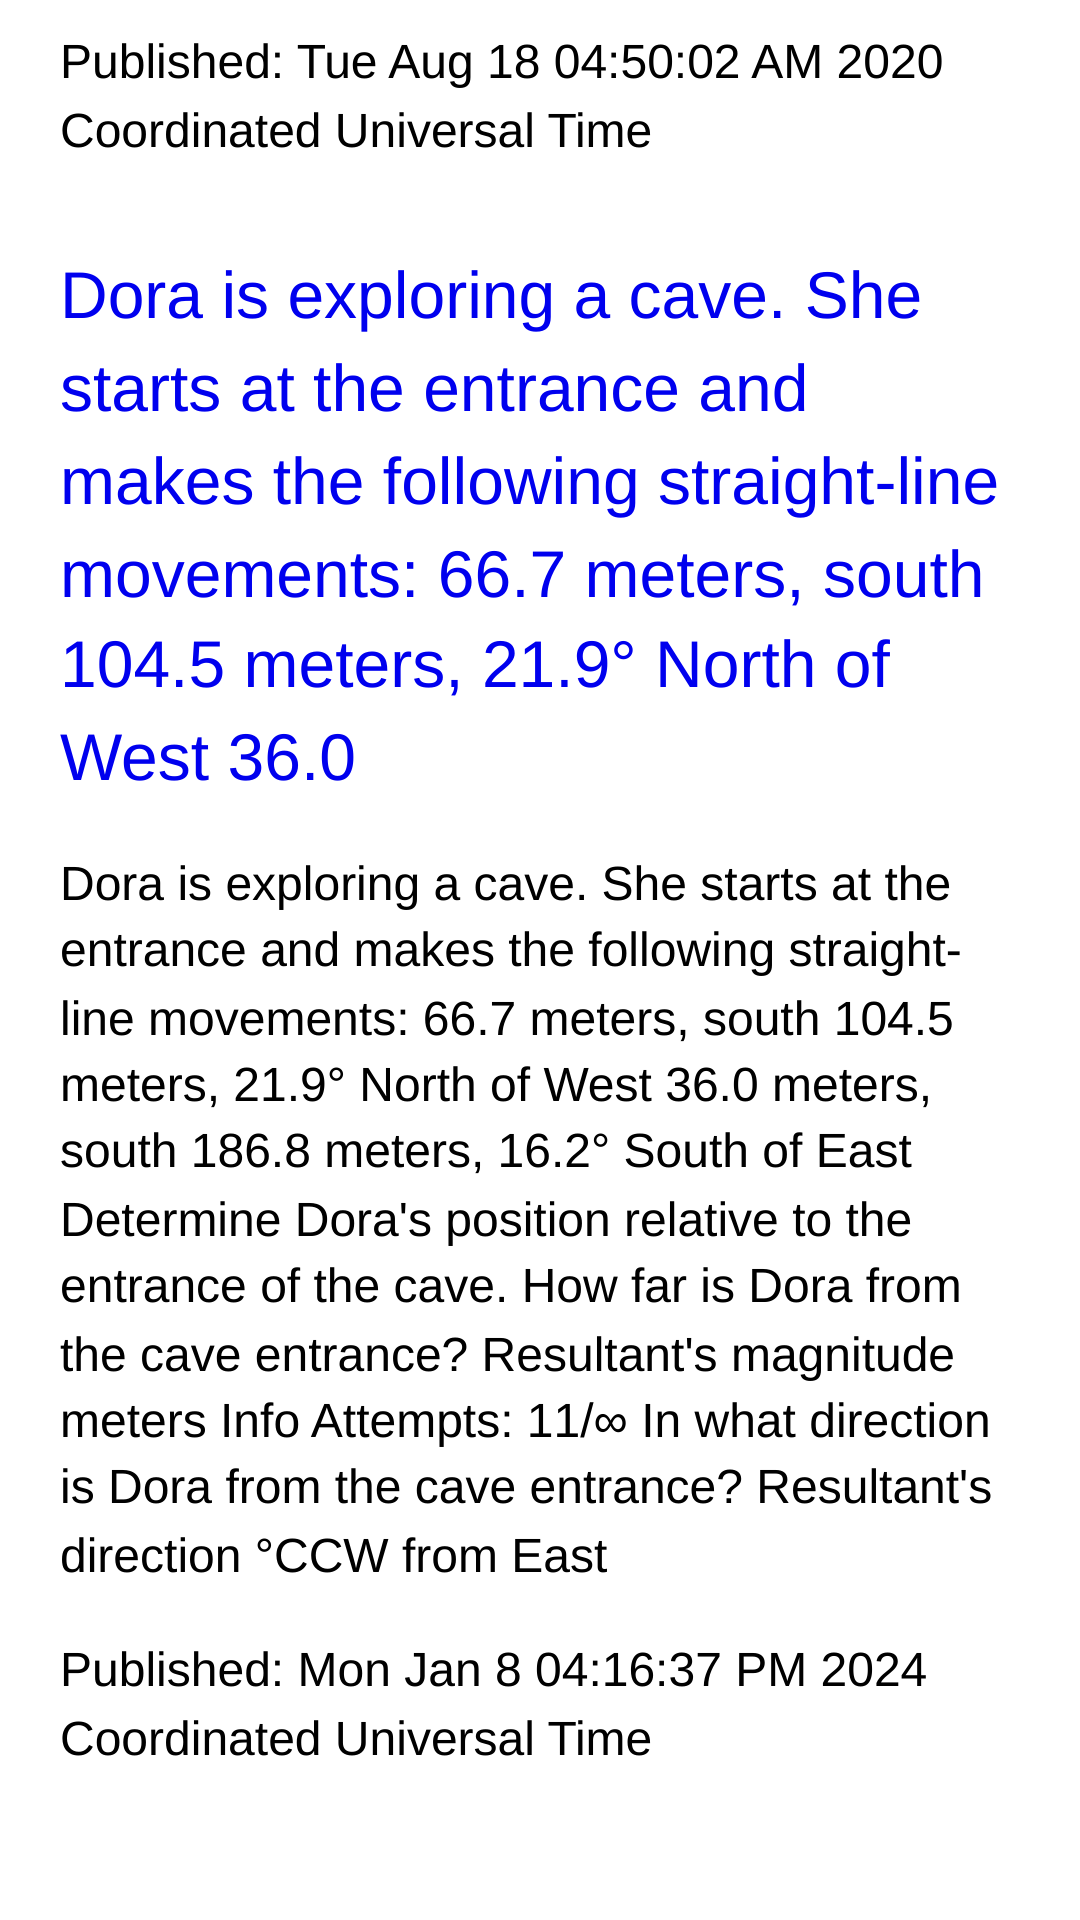 Published: Tue Aug 18 04:50:02 AM 2020
Coordinated Universal Time
Dora is exploring a cave. She
starts at the entrance and
makes the following straight-line
movements: 66.7 meters, south
104.5 meters, 21.9° North of
West 36.0
Dora is exploring a cave. She starts at the
entrance and makes the following straight-
line movements: 66.7 meters, south 104.5
meters, 21.9° North of West 36.0 meters,
south 186.8 meters, 16.2° South of East
Determine Dora's position relative to the
entrance of the cave. How far is Dora from
the cave entrance? Resultant's magnitude
meters Info Attempts: 11/∞ In what direction
is Dora from the cave entrance? Resultant's
direction °CCW from East
Published: Mon Jan 8 04:16:37 PM 2024
Coordinated Universal Time